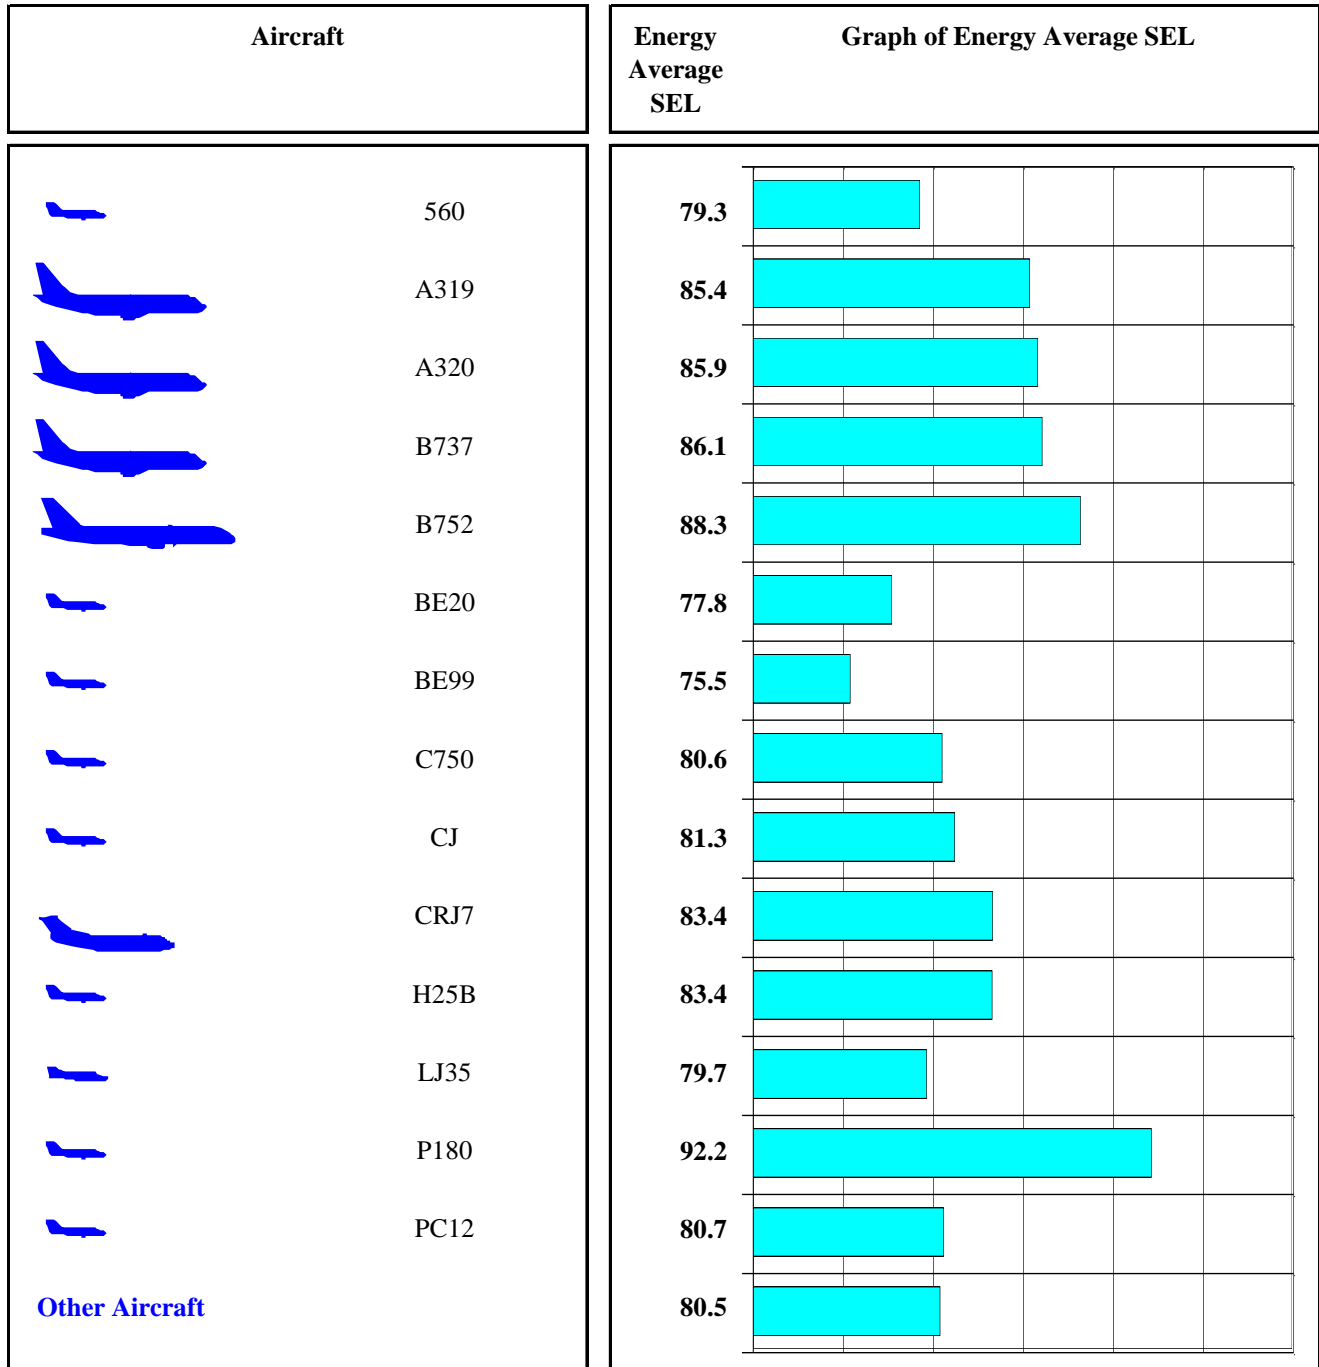 Aircraft
Energy Average SEL
Graph of Energy Average SEL
560 79.3
A319 85.4
A320 85.9
B737 86.1
B752 88.3
BE20 77.8
BE99 75.5
C750 80.6
CJ 81.3
CRJ7 83.4
H25B 83.4
LJ35 79.7
P180 92.2
PC12 80.7
Other Aircraft 80.5